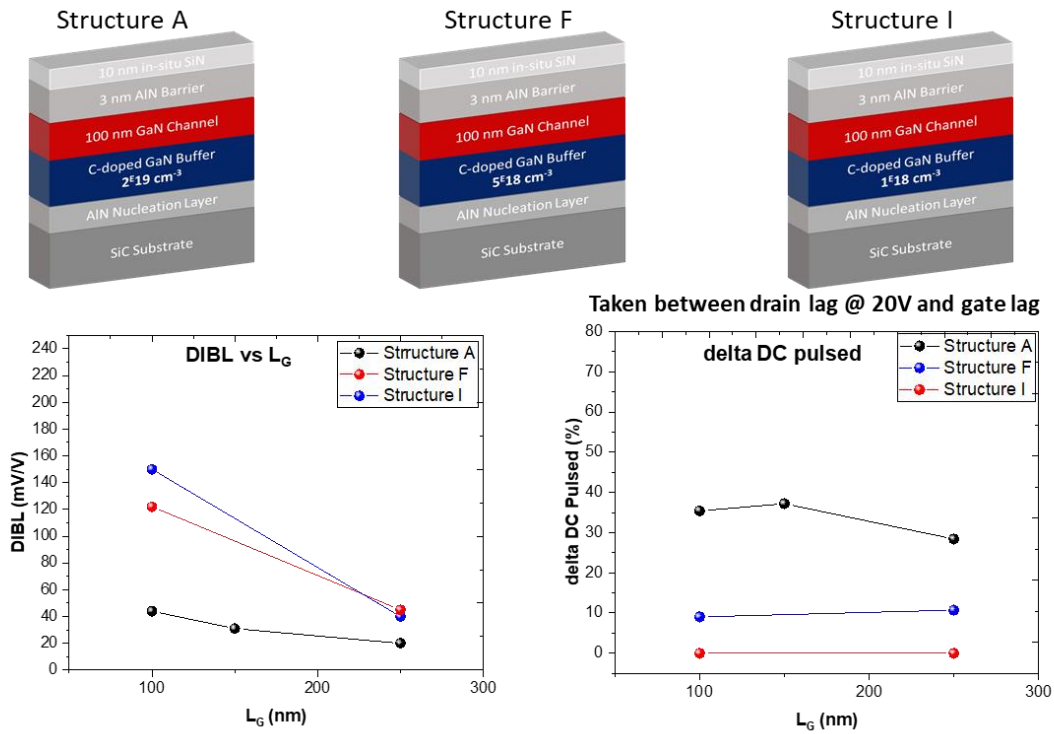 Structure A
Structure F
Structure I
10 nm in-situ SiN
3 nm AlN Barrier
100 nm GaN Channel
C-doped GaN Buffer
2ᴱ19 cm⁻³
AlN Nucleation Layer
SiC Substrate
10 nm in-situ SiN
3 nm AlN Barrier
100 nm GaN Channel
C-doped GaN Buffer
5ᴱ18 cm⁻³
AlN Nucleation Layer
SiC Substrate
10 nm in-situ SiN
3 nm AlN Barrier
100 nm GaN Channel
C-doped GaN Buffer
1ᴱ18 cm⁻³
AlN Nucleation Layer
SiC Substrate
DIBL vs L_G
Structure A
Structure F
Structure I
240
220
200
180
160
140
120
100
80
60
40
20
0
DIBL (mV/V)
100
200
300
L_G (nm)
Taken between drain lag @ 20V and gate lag
delta DC pulsed
Structure A
Structure F
Structure I
80
70
60
50
40
30
20
10
0
delta DC Pulsed (%)
100
200
300
L_G (nm)